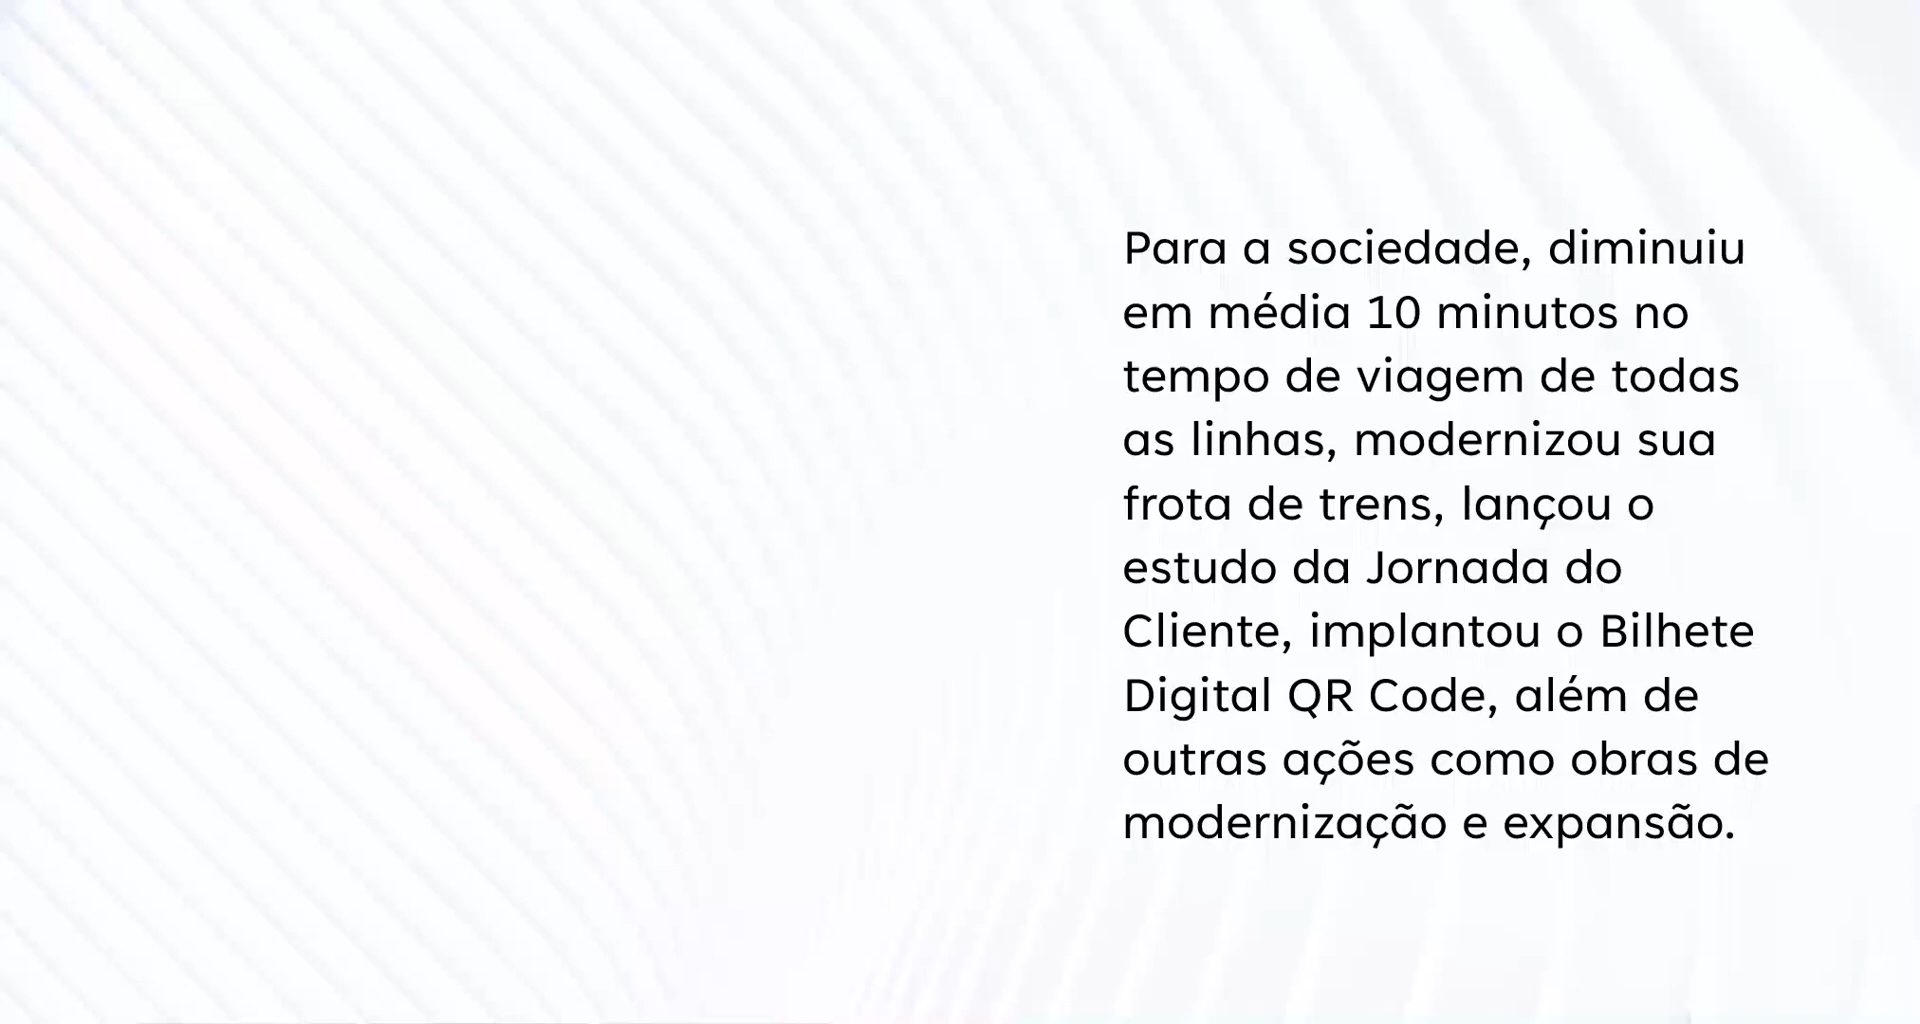 Para a sociedade, diminuiu
em média 10 minutos no
tempo de viagem de todas
as linhas, modernizou sua
frota de trens, lançou o
estudo da Jornada do
Cliente, implantou o Bilhete
Digital QR Code, além de
outras ações como obras de
modernização e expansão.